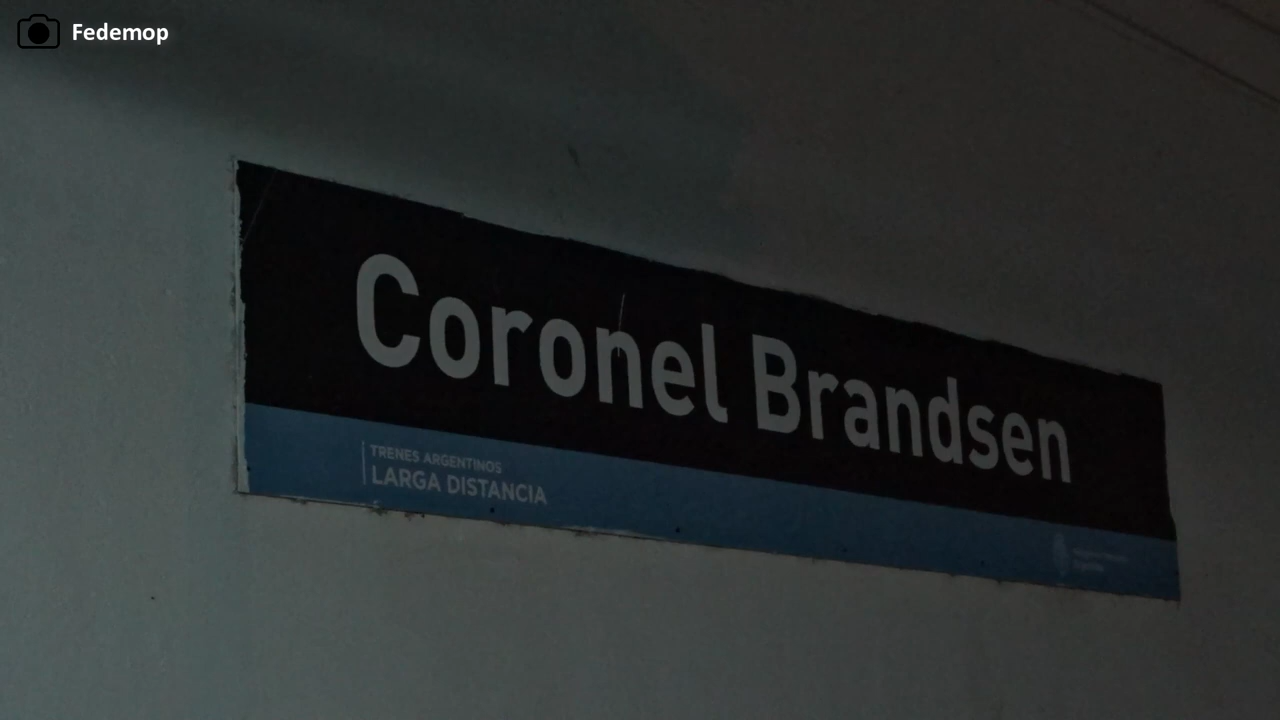 Fedemop
Coronel Brandsen
TRENES ARGENTINOS
LARGA DISTANCIA